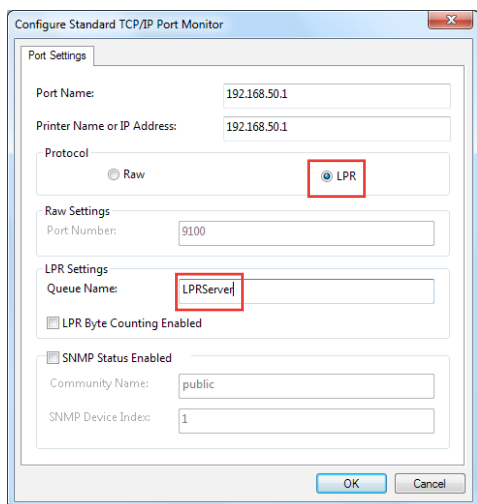 Configure Standard TCP/IP Port Monitor
Port Settings
Port Name: 192.168.50.1
Printer Name or IP Address: 192.168.50.1
Protocol
Raw LPR
Raw Settings
Port Number: 9100
LPR Settings
Queue Name: LPRServer
LPR Byte Counting Enabled
SNMP Status Enabled
Community Name: public
SNMP Device Index: 1
OK Cancel